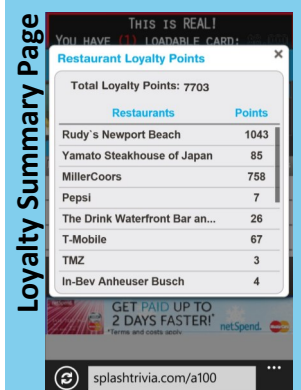 Loyalty Summary Page
THIS IS REAL!
YOU HAVE (1) LOADABLE CARD:
Restaurant Loyalty Points ×
Total Loyalty Points: 7703
Restaurants Points
Rudy`s Newport Beach 1043
Yamato Steakhouse of Japan 85
MillerCoors 758
Pepsi 7
The Drink Waterfront Bar an... 26
T-Mobile 67
TMZ 3
In-Bev Anheuser Busch 4
GET PAID UP TO
2 DAYS FASTER!*
*Terms and costs apply.
netSpend.
splashtrivia.com/a100 ...